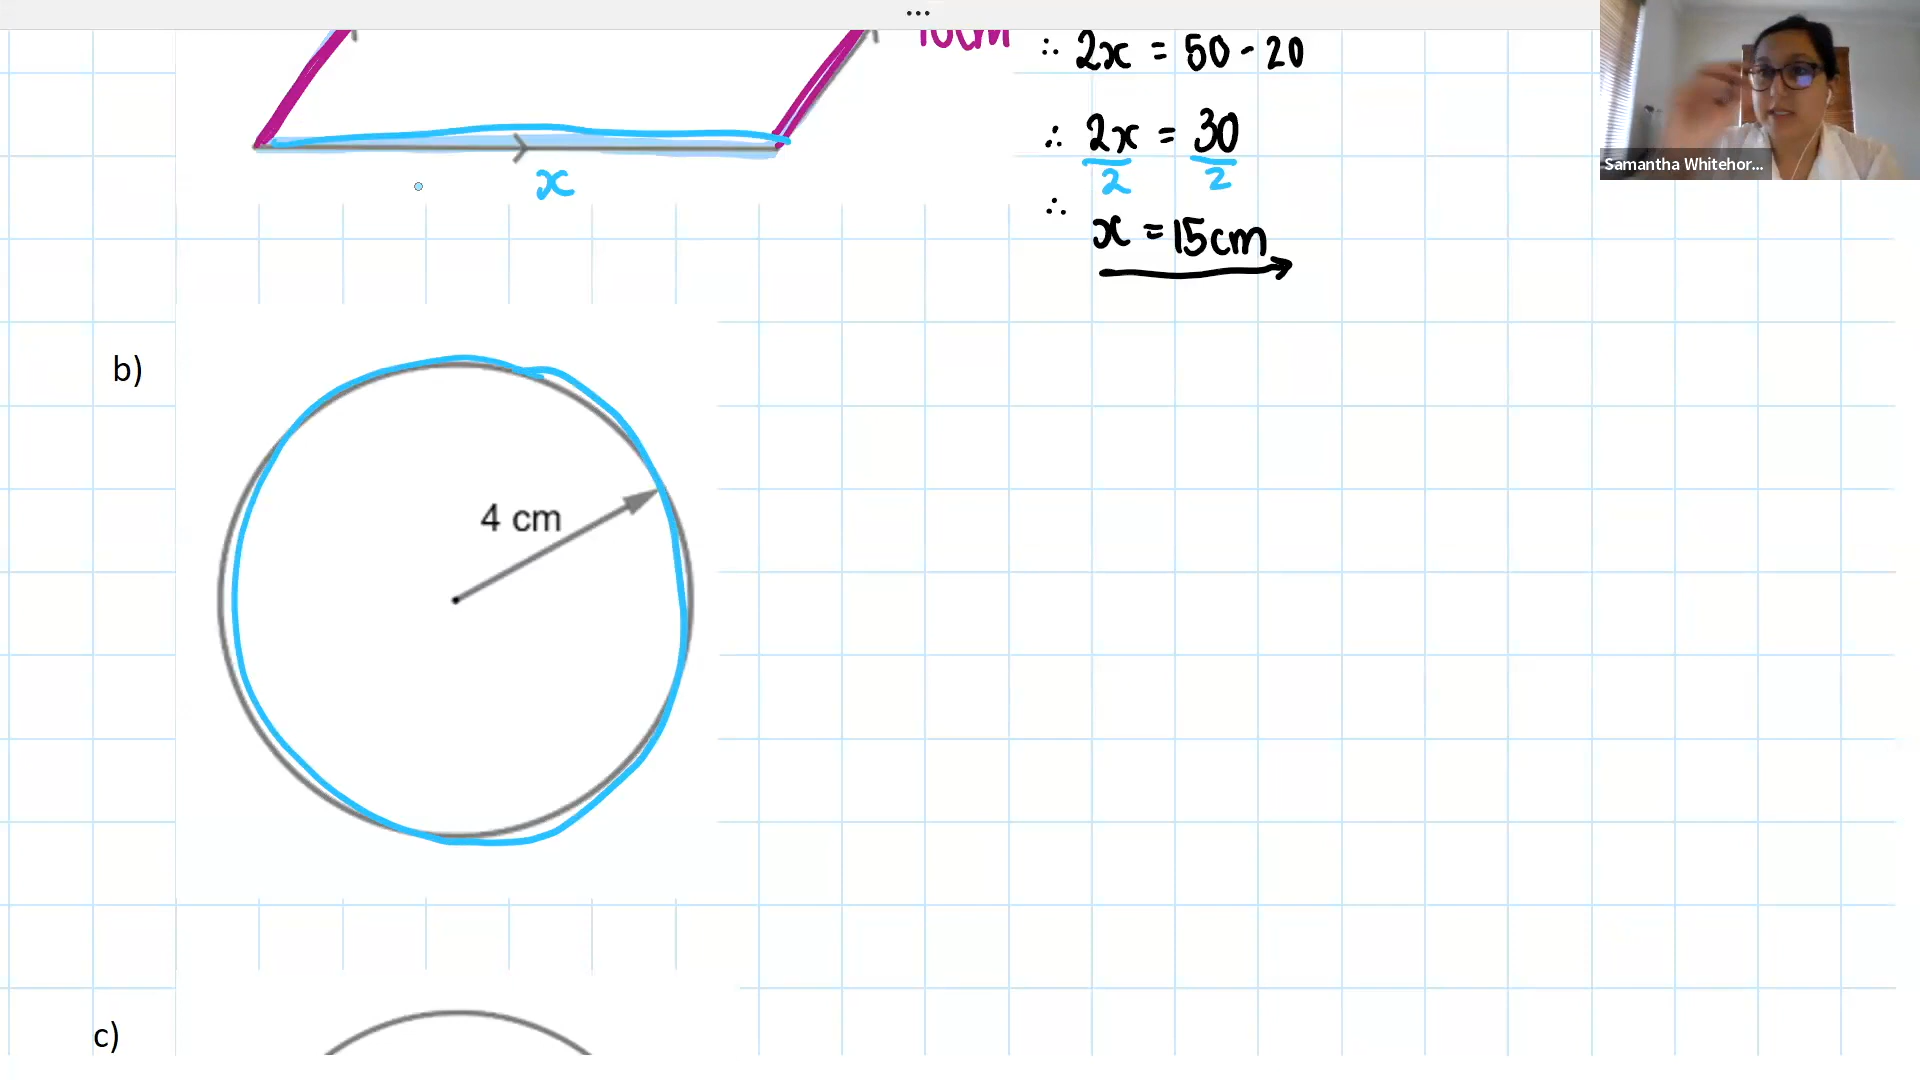 ...
∴ 2x = 50 - 20
∴ 2x = 30
2 2
x
∴
x = 15cm
b)
4 cm
c)
Samantha Whitehor...